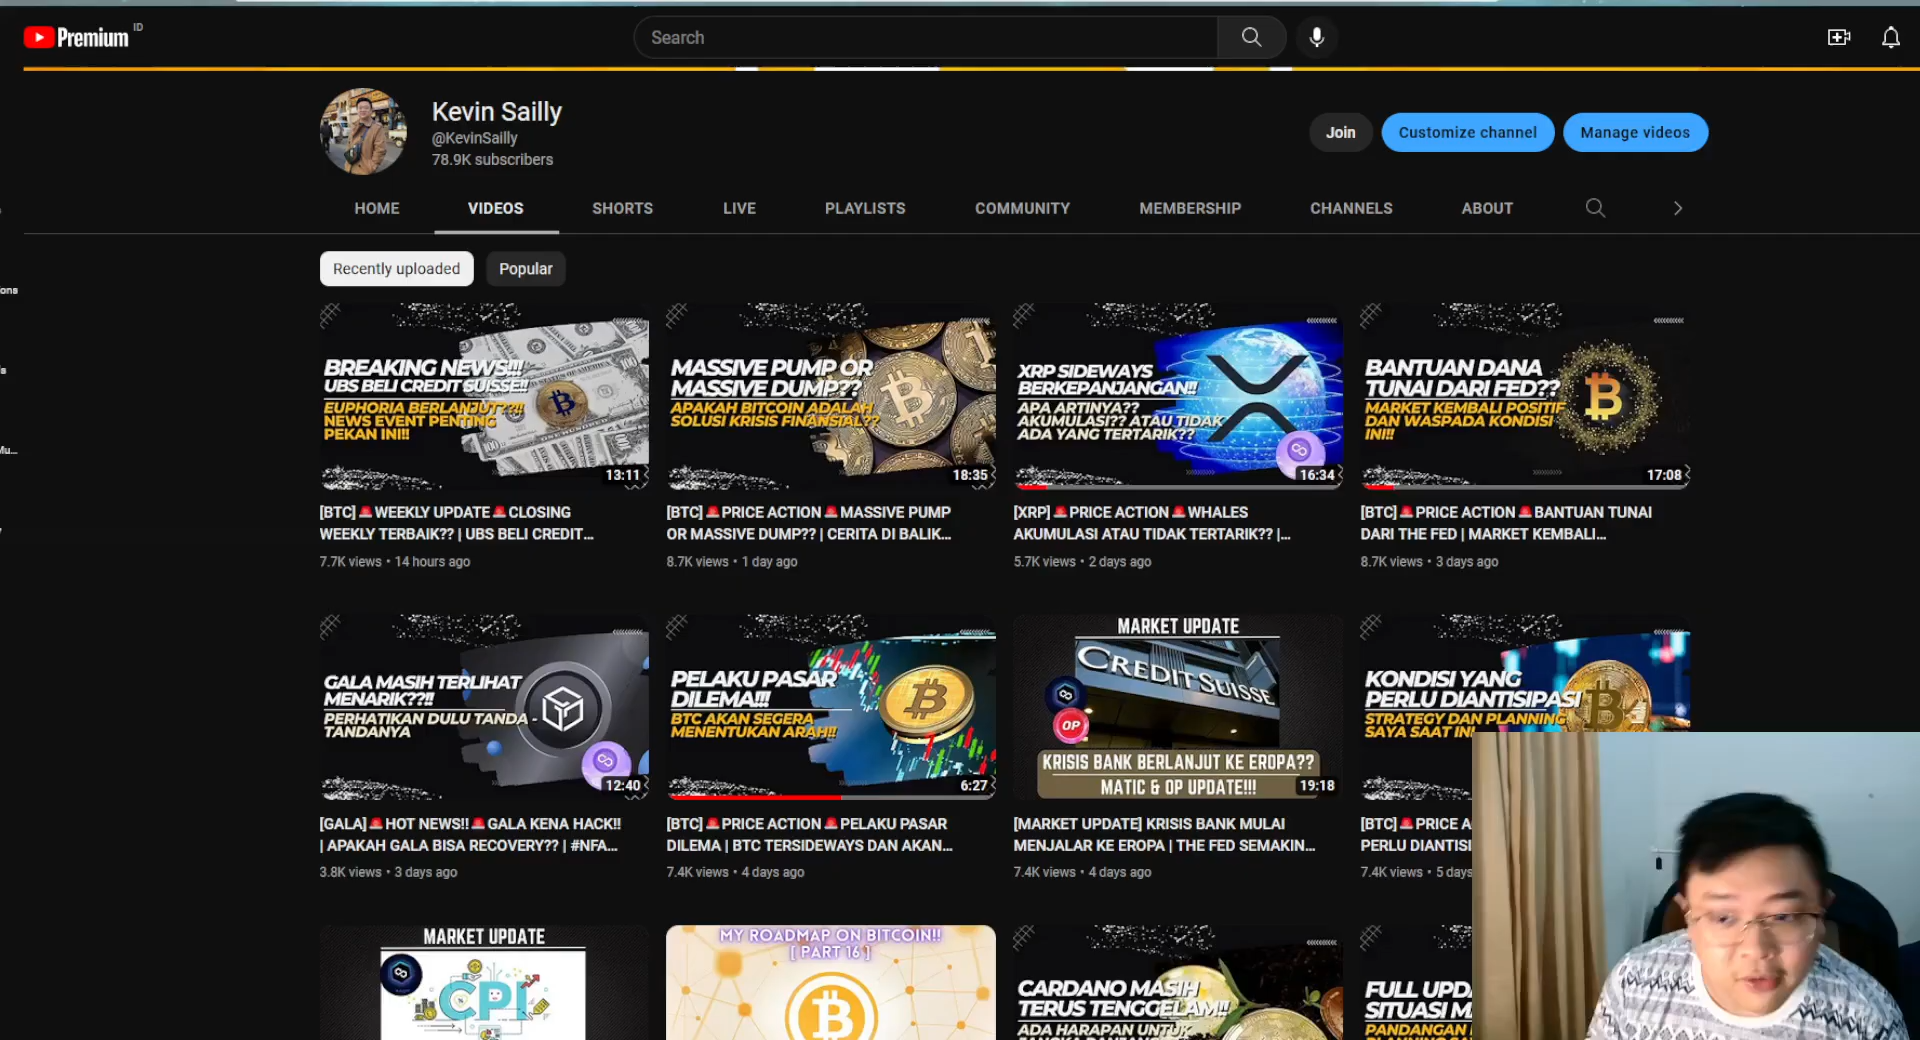 Premium ID
Search
Kevin Sailly
@KevinSailly
78.9K subscribers
Join
Customize channel
Manage videos
HOME
VIDEOS
SHORTS
LIVE
PLAYLISTS
COMMUNITY
MEMBERSHIP
CHANNELS
ABOUT
Recently uploaded
Popular
BREAKING NEWS!!!
UBS BELI CREDIT SUISSE!!
EUPHORIA BERLANJUT??!!
NEWS EVENT PENTING
PEKAN INI!!
13:11
[BTC]🚨WEEKLY UPDATE🚨CLOSING
WEEKLY TERBAIK?? | UBS BELI CREDIT...
7.7K views • 14 hours ago
MASSIVE PUMP OR
MASSIVE DUMP??
APAKAH BITCOIN ADALAH
SOLUSI KRISIS FINANSIAL??
18:35
[BTC]🚨PRICE ACTION🚨MASSIVE PUMP
OR MASSIVE DUMP?? | CERITA DI BALIK...
8.7K views • 1 day ago
XRP SIDEWAYS
BERKEPANJANGAN!!
APA ARTINYA??
AKUMULASI?? ATAU TIDAK
ADA YANG TERTARIK??
16:34
[XRP]🚨PRICE ACTION🚨WHALES
AKUMULASI ATAU TIDAK TERTARIK?? |...
5.7K views • 2 days ago
BANTUAN DANA
TUNAI DARI FED??
MARKET KEMBALI POSITIF
DAN WASPADA KONDISI
INI!!
17:08
[BTC]🚨PRICE ACTION🚨BANTUAN TUNAI
DARI THE FED | MARKET KEMBALI...
8.7K views • 3 days ago
GALA MASIH TERLIHAT
MENARIK??!!
PERHATIKAN DULU TANDA -
TANDANYA
12:40
[GALA]🚨HOT NEWS!!🚨GALA KENA HACK!!
| APAKAH GALA BISA RECOVERY?? | #NFA...
3.8K views • 3 days ago
PELAKU PASAR
DILEMA!!!
BTC AKAN SEGERA
MENENTUKAN ARAH!!
6:27
[BTC]🚨PRICE ACTION🚨PELAKU PASAR
DILEMA | BTC TERSIDEWAYS DAN AKAN...
7.4K views • 4 days ago
MARKET UPDATE
CREDIT SUISSE
OP
KRISIS BANK BERLANJUT KE EROPA??
MATIC & OP UPDATE!!!
19:18
[MARKET UPDATE] KRISIS BANK MULAI
MENJALAR KE EROPA | THE FED SEMAKIN...
7.4K views • 4 days ago
KONDISI YANG
PERLU DIANTISIPASI
STRATEGY DAN PLANNING
SAYA SAAT INI
[BTC]🚨PRICE A
PERLU DIANTISI
7.4K views • 5 days
MARKET UPDATE
CPI
MY ROADMAP ON BITCOIN!!
[ PART 16 ]
CARDANO MASIH
TERUS TENGGELAM!!
ADA HARAPAN UNTUK
FULL UPD
SITUASI M
PANDANGAN